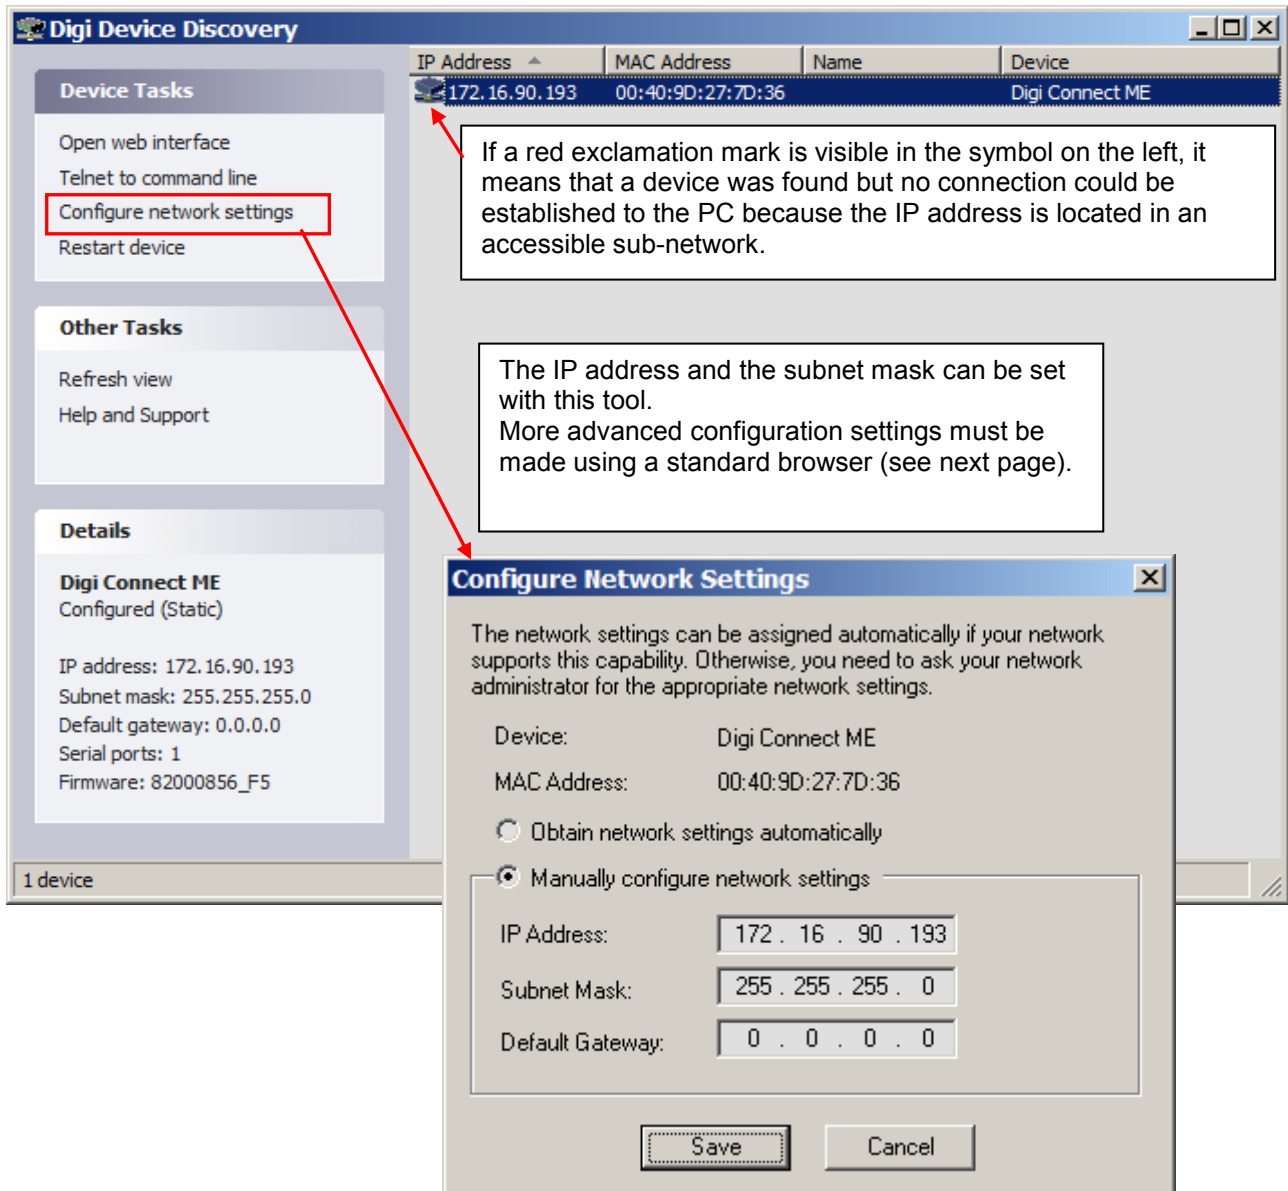 Digi Device Discovery
IP Address MAC Address Name Device
172.16.90.193 00:40:9D:27:7D:36 Digi Connect ME
Device Tasks
Open web interface
Telnet to command line
Configure network settings
Restart device
If a red exclamation mark is visible in the symbol on the left, it
means that a device was found but no connection could be
established to the PC because the IP address is located in an
accessible sub-network.
Other Tasks
Refresh view
Help and Support
The IP address and the subnet mask can be set
with this tool.
More advanced configuration settings must be
made using a standard browser (see next page).
Details
Digi Connect ME
Configured (Static)
IP address: 172.16.90.193
Subnet mask: 255.255.255.0
Default gateway: 0.0.0.0
Serial ports: 1
Firmware: 82000856_F5
1 device
Configure Network Settings
The network settings can be assigned automatically if your network
supports this capability. Otherwise, you need to ask your network
administrator for the appropriate network settings.
Device: Digi Connect ME
MAC Address: 00:40:9D:27:7D:36
Obtain network settings automatically
Manually configure network settings
IP Address: 172 . 16 . 90 . 193
Subnet Mask: 255 . 255 . 255 . 0
Default Gateway: 0 . 0 . 0 . 0
Save Cancel